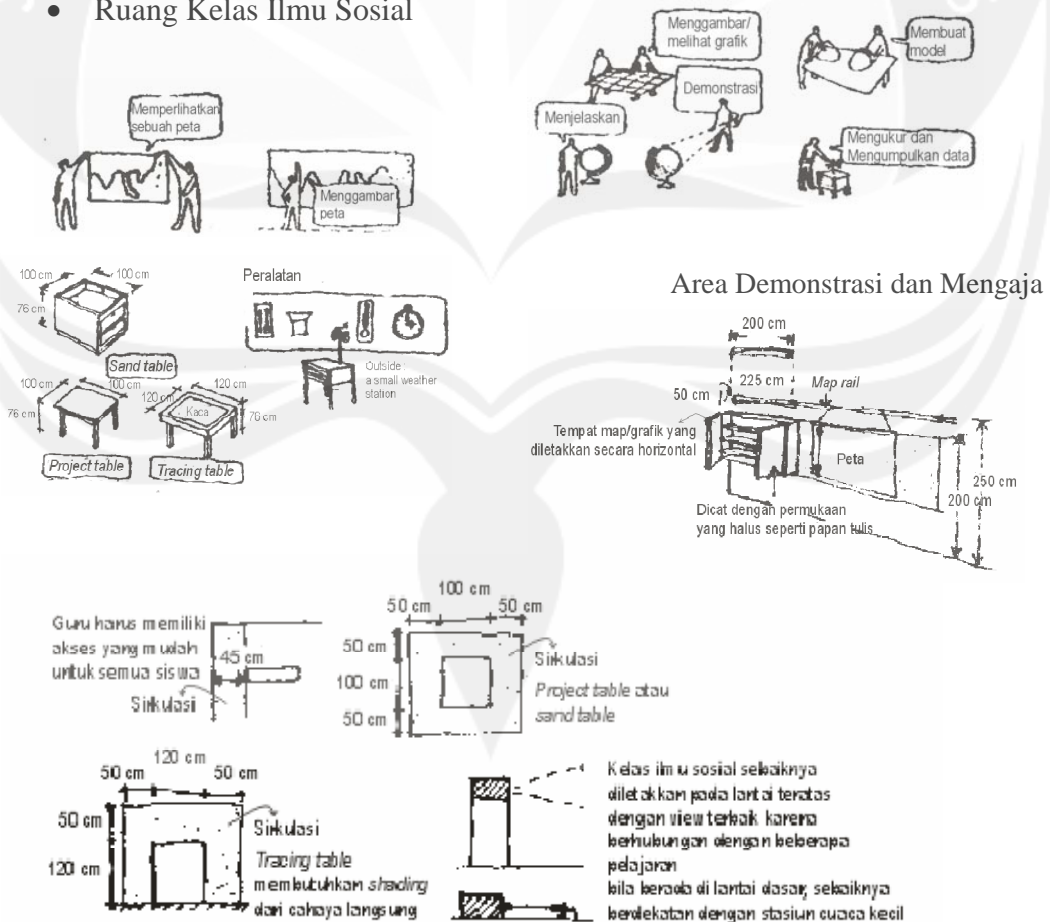 • Ruang Kelas Ilmu Sosial
Memperlihatkan
sebuah peta
Menggambar
peta
Menggambar/
melihat grafik
Demonstrasi
Menjelaskan
Membuat
model
Mengukur dan
Mengumpulkan data
100 cm
100 cm
76 cm
Sand table
100 cm
100 cm
76 cm
Project table
120 cm
120 cm
Kaca
76 cm
Tracing table
Peralatan
Outside
a small weather
station
Area Demonstrasi dan Mengaja
200 cm
225 cm
Map rail
50 cm
Tempat map/grafik yang
diletakkan secara horizontal
Peta
250 cm
200 cm
Dicat dengan permukaan
yang halus seperti papan tulis
Guru harus memiliki
akses yang mudah
untuk semua siswa
45 cm
Sirkulasi
100 cm
50 cm
50 cm
50 cm
100 cm
50 cm
Sirkulasi
Project table atau
sand table
120 cm
50 cm
50 cm
50 cm
120 cm
Sirkulasi
Tracing table
membutuhkan shading
dari cahaya langsung
Kelas ilmu sosial sebaiknya
diletakkan pada lantai teratas
dengan view terbaik karena
berhubungan dengan beberapa
pelajaran
bila berada di lantai dasar, sebaiknya
berdekatan dengan stasiun cuaca kecil